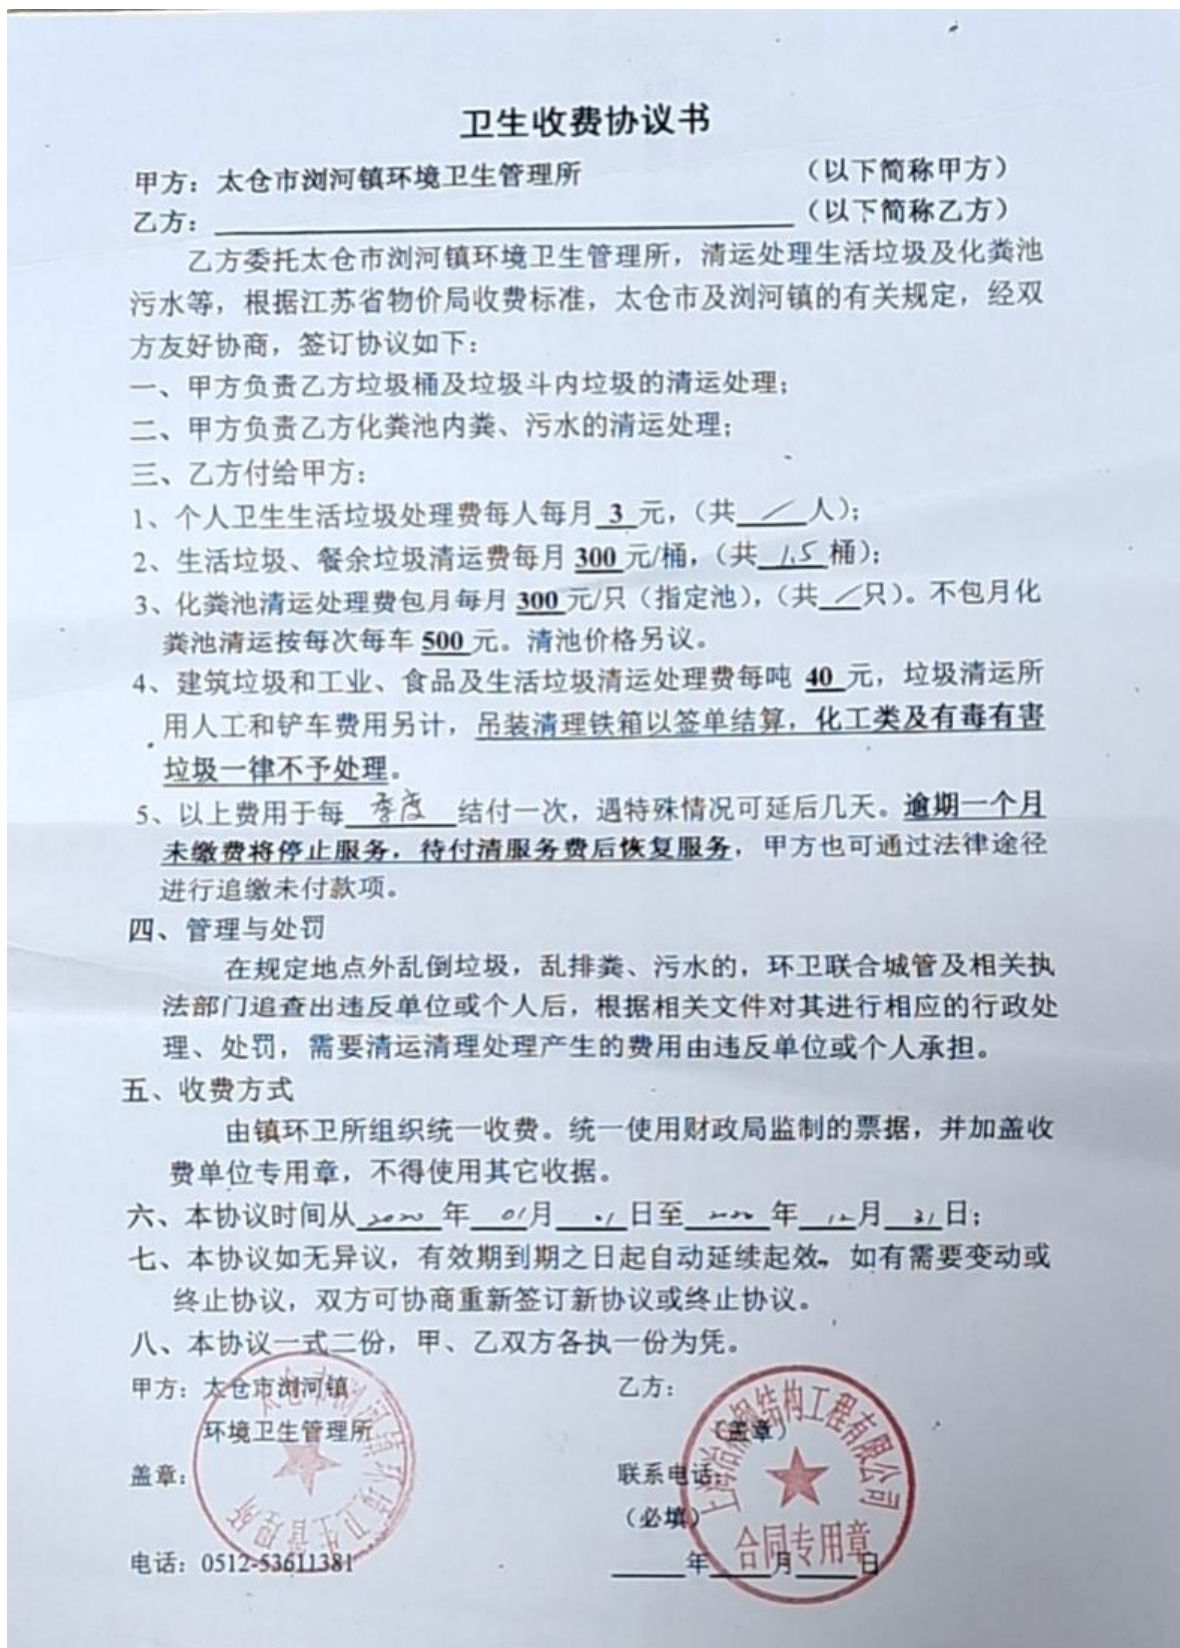 卫生收费协议书
甲方：太仓市浏河镇环境卫生管理所 （以下简称甲方）
乙方： （以下简称乙方）
乙方委托太仓市浏河镇环境卫生管理所，清运处理生活垃圾及化粪池
污水等，根据江苏省物价局收费标准，太仓市及浏河镇的有关规定，经双
方友好协商，签订协议如下：
一、甲方负责乙方垃圾桶及垃圾斗内垃圾的清运处理；
二、甲方负责乙方化粪池内粪、污水的清运处理；
三、乙方付给甲方：
1、个人卫生生活垃圾处理费每人每月 3 元，（共 / 人）；
2、生活垃圾、餐余垃圾清运费每月 300 元/桶，（共 1.5 桶）；
3、化粪池清运处理费包月每月 300 元/只（指定池），（共 / 只）。不包月化
粪池清运按每次每车 500 元。清池价格另议。
4、建筑垃圾和工业、食品及生活垃圾清运处理费每吨 40 元，垃圾清运所
用人工和铲车费用另计，吊装清理铁箱以签单结算，化工类及有毒有害
垃圾一律不予处理。
5、以上费用于每 季度 结付一次，遇特殊情况可延后几天。逾期一个月
未缴费将停止服务，待付清服务费后恢复服务，甲方也可通过法律途径
进行追缴未付款项。
四、管理与处罚
在规定地点外乱倒垃圾，乱排粪、污水的，环卫联合城管及相关执
法部门追查出违反单位或个人后，根据相关文件对其进行相应的行政处
理、处罚，需要清运清理处理产生的费用由违反单位或个人承担。
五、收费方式
由镇环卫所组织统一收费。统一使用财政局监制的票据，并加盖收
费单位专用章，不得使用其它收据。
六、本协议时间从 2020 年 01 月 01 日至 2020 年 12 月 31 日；
七、本协议如无异议，有效期到期之日起自动延续起效。如有需要变动或
终止协议，双方可协商重新签订新协议或终止协议。
八、本协议一式二份，甲、乙双方各执一份为凭。
甲方：太仓市浏河镇 乙方：
环境卫生管理所 （盖章）
盖章： 联系电话：
（必填）
电话：0512-53611381 年 月 日
太仓市浏河镇环境卫生管理所
钢结构工程有限公司
合同专用章